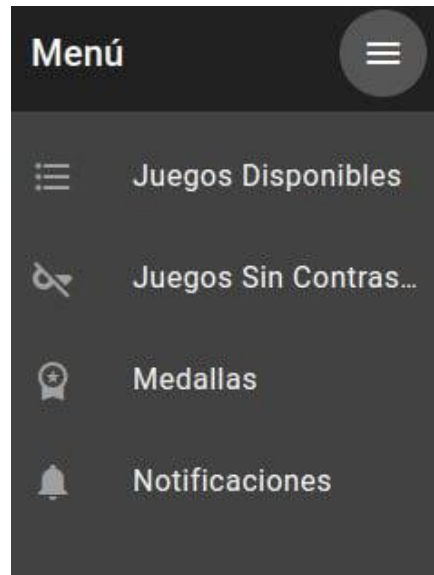 Menú
Juegos Disponibles
Juegos Sin Contras...
Medallas
Notificaciones